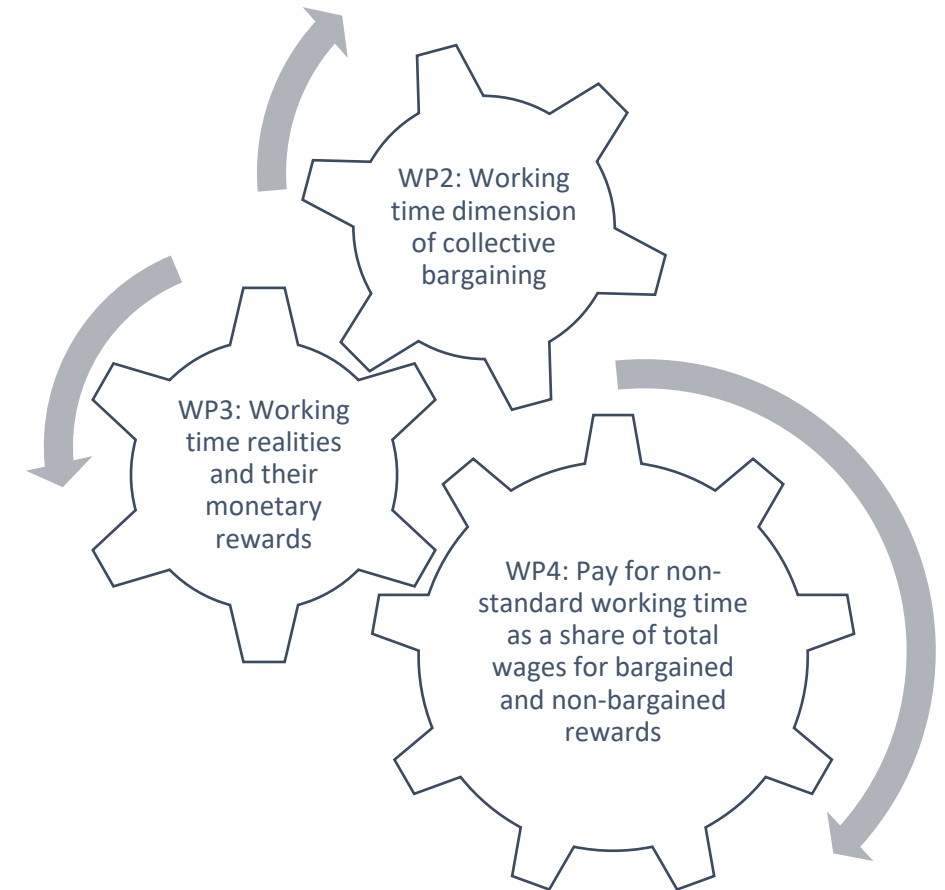 WP2: Working
time dimension
of collective
bargaining
WP3: Working
time realities
and their
monetary
rewards
WP4: Pay for non-
standard working time
as a share of total
wages for bargained
and non-bargained
rewards